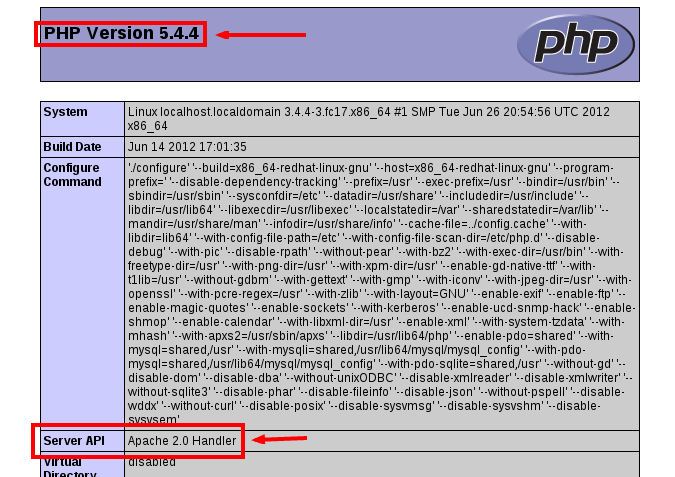 PHP Version 5.4.4
php
System
Linux localhost.localdomain 3.4.4-3.fc17.x86_64 #1 SMP Tue Jun 26 20:54:56 UTC 2012
x86_64
Build Date
Jun 14 2012 17:01:35
Configure
Command
'./configure' '--build=x86_64-redhat-linux-gnu' '--host=x86_64-redhat-linux-gnu' '--program-
prefix=' '--disable-dependency-tracking' '--prefix=/usr' '--exec-prefix=/usr' '--bindir=/usr/bin' '--
sbindir=/usr/sbin' '--sysconfdir=/etc' '--datadir=/usr/share' '--includedir=/usr/include' '--
libdir=/usr/lib64' '--libexecdir=/usr/libexec' '--localstatedir=/var' '--sharedstatedir=/var/lib' '--
mandir=/usr/share/man' '--infodir=/usr/share/info' '--cache-file=../config.cache' '--with-
libdir=lib64' '--with-config-file-path=/etc' '--with-config-file-scan-dir=/etc/php.d' '--disable-
debug' '--with-pic' '--disable-rpath' '--without-pear' '--with-bz2' '--with-exec-dir=/usr/bin' '--with-
freetype-dir=/usr' '--with-png-dir=/usr' '--with-xpm-dir=/usr' '--enable-gd-native-ttf' '--with-
t1lib=/usr' '--without-gdbm' '--with-gettext' '--with-gmp' '--with-iconv' '--with-jpeg-dir=/usr' '--with-
openssl' '--with-pcre-regex=/usr' '--with-zlib' '--with-layout=GNU' '--enable-exif' '--enable-ftp' '--
enable-magic-quotes' '--enable-sockets' '--with-kerberos' '--enable-ucd-snmp-hack' '--enable-
shmop' '--enable-calendar' '--with-libxml-dir=/usr' '--enable-xml' '--with-system-tzdata' '--with-
mhash' '--with-apxs2=/usr/sbin/apxs' '--libdir=/usr/lib64/php' '--enable-pdo=shared' '--with-
mysql=shared,/usr' '--with-mysqli=shared,/usr/lib64/mysql/mysql_config' '--with-pdo-
mysql=shared,/usr/lib64/mysql/mysql_config' '--with-pdo-sqlite=shared,/usr' '--without-gd' '--
disable-dom' '--disable-dba' '--without-unixODBC' '--disable-xmlreader' '--disable-xmlwriter' '--
without-sqlite3' '--disable-phar' '--disable-fileinfo' '--disable-json' '--without-pspell' '--disable-
wddx' '--without-curl' '--disable-posix' '--disable-sysvmsg' '--disable-sysvshm' '--disable-
sysvsem'
Server API
Apache 2.0 Handler
Virtual
Directory
disabled